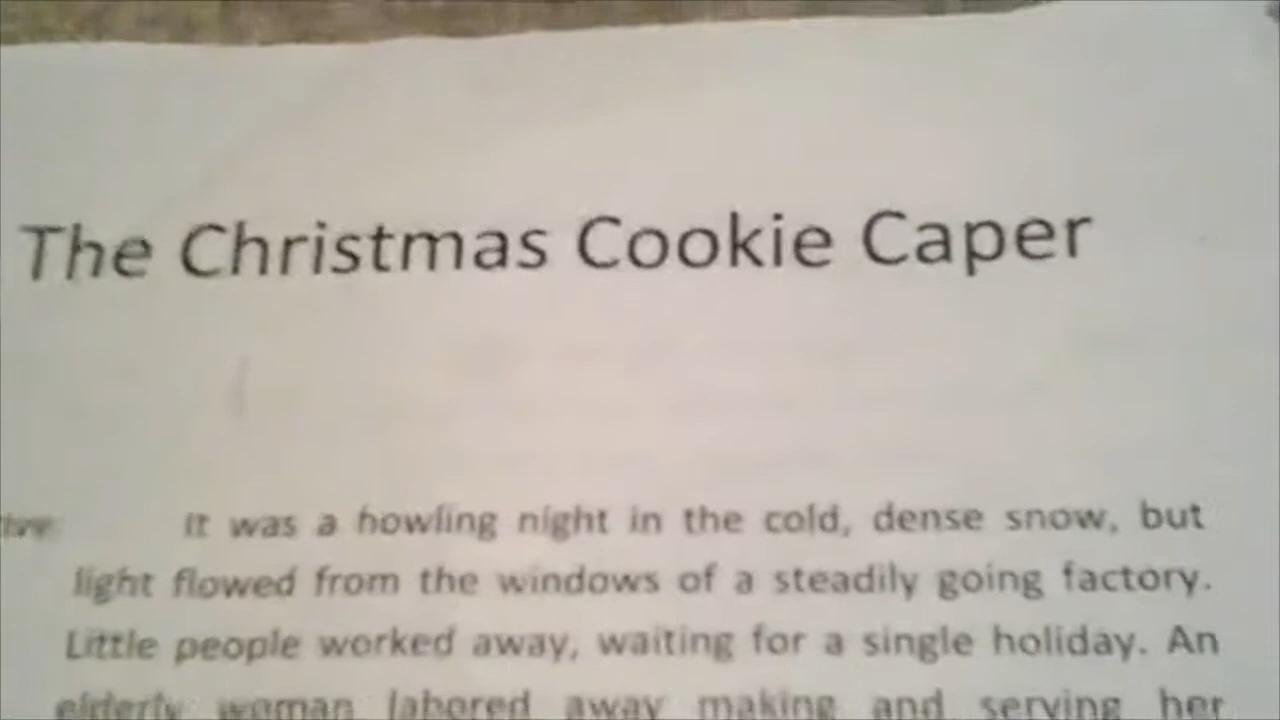 The Christmas Cookie Caper
It was a howling night in the cold, dense snow, but
light flowed from the windows of a steadily going factory.
Little people worked away, waiting for a single holiday. An
elderly woman labored away making and serving her